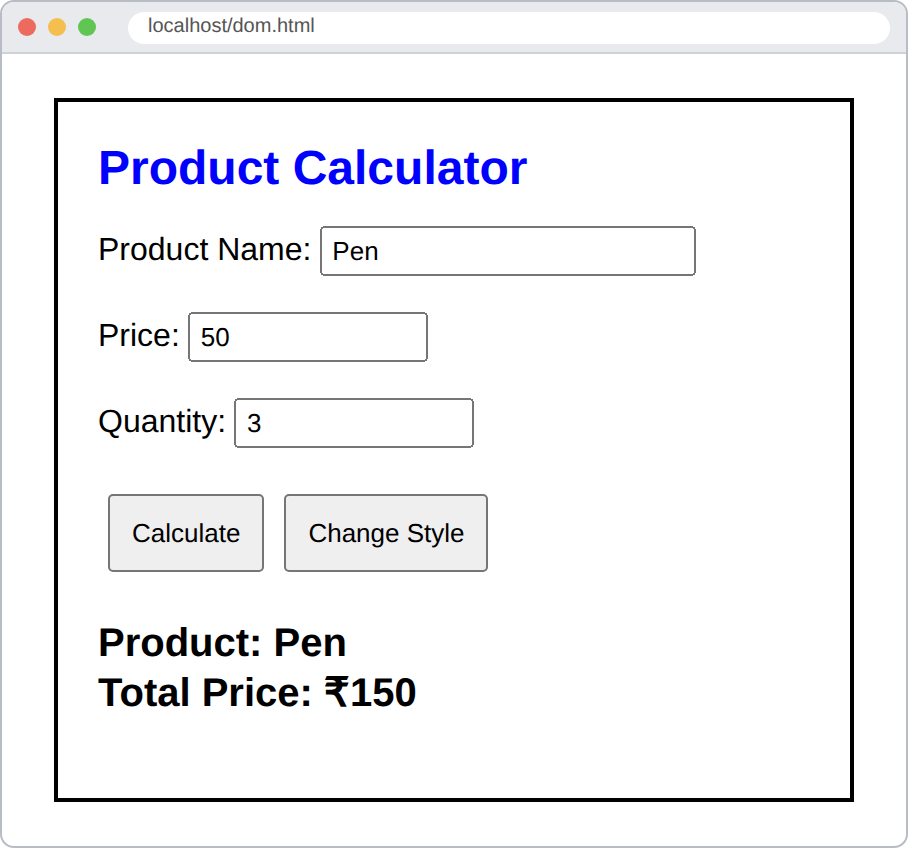 localhost/dom.html
Product Calculator
Product Name: Pen
Price: 50
Quantity: 3
Calculate Change Style
Product: Pen
Total Price: ₹150